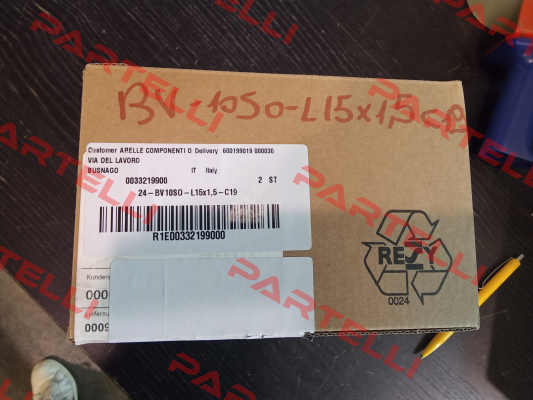 BV-10SO-L15x1,5
Customer ARELLE COMPONENTI O Delivery 600199019 000030
VIA DEL LAVORO
BUSNAGO IT Italy
0033219900 2 ST
24-BV10SO-L15x1,5-C19
R1E00332199000
RESY
0024
PARTELLI
PARTELLI
PARTELLI
PARTELLI
PARTELLI
PARTELLI